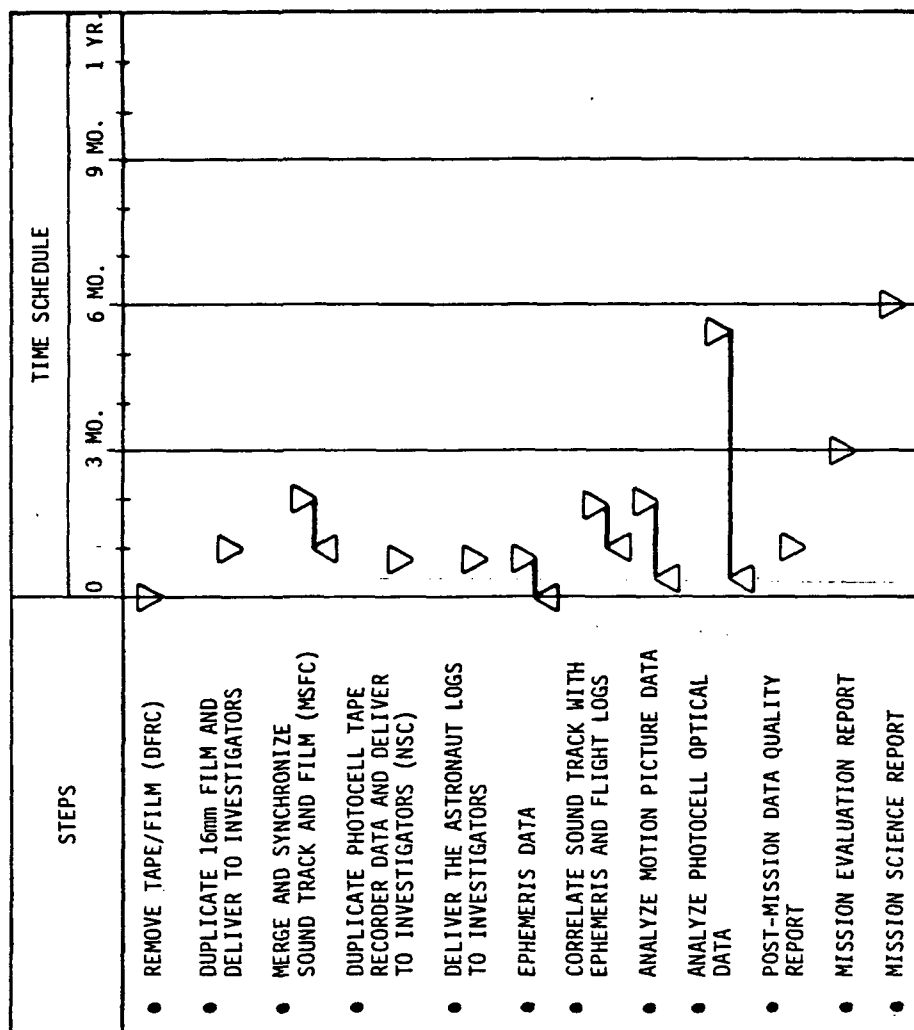 STEPS
TIME SCHEDULE
0
3 MO.
6 MO.
9 MO.
1 YR.
● REMOVE TAPE/FILM (DFRC)
● DUPLICATE 16mm FILM AND
DELIVER TO INVESTIGATORS
● MERGE AND SYNCHRONIZE
SOUND TRACK AND FILM (MSFC)
● DUPLICATE PHOTOCELL TAPE
RECORDER DATA AND DELIVER
TO INVESTIGATORS (NSC)
● DELIVER THE ASTRONAUT LOGS
TO INVESTIGATORS
● EPHEMERIS DATA
● CORRELATE SOUND TRACK WITH
EPHEMERIS AND FLIGHT LOGS
● ANALYZE MOTION PICTURE DATA
● ANALYZE PHOTOCELL OPTICAL
DATA
● POST-MISSION DATA QUALITY
REPORT
● MISSION EVALUATION REPORT
● MISSION SCIENCE REPORT